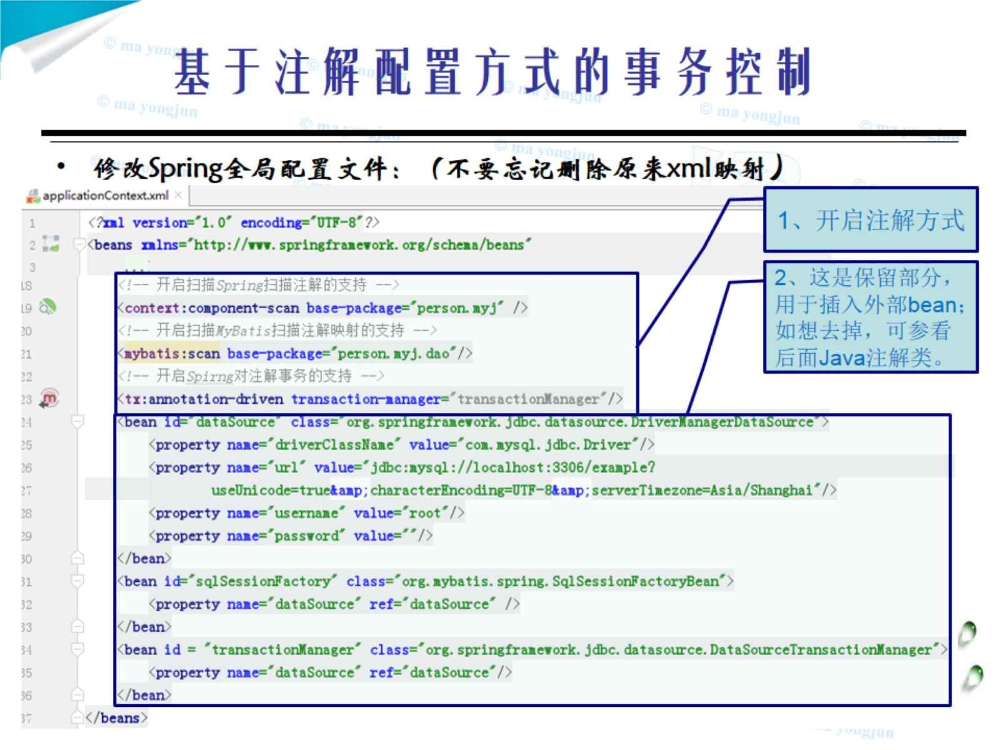 基于注解配置方式的事务控制
• 修改Spring全局配置文件：（不要忘记删除原来xml映射）
applicationContext.xml
1 <?xml version="1.0" encoding="UTF-8"?>
2 <beans xmlns="http://www.springframework.org/schema/beans"
3 ...
18 <!-- 开启扫描Spring扫描注解的支持 -->
19 <context:component-scan base-package="person.myj" />
20 <!-- 开启扫描MyBatis扫描注解映射的支持 -->
21 <mybatis:scan base-package="person.myj.dao"/>
22 <!-- 开启Spirng对注解事务的支持 -->
23 <tx:annotation-driven transaction-manager="transactionManager"/>
24 <bean id="dataSource" class="org.springframework.jdbc.datasource.DriverManagerDataSource">
25 <property name="driverClassName" value="com.mysql.jdbc.Driver"/>
26 <property name="url" value="jdbc:mysql://localhost:3306/example?
27 useUnicode=true&amp;characterEncoding=UTF-8&amp;serverTimezone=Asia/Shanghai"/>
28 <property name="username" value="root"/>
29 <property name="password" value=""/>
30 </bean>
31 <bean id="sqlSessionFactory" class="org.mybatis.spring.SqlSessionFactoryBean">
32 <property name="dataSource" ref="dataSource" />
33 </bean>
34 <bean id = "transactionManager" class="org.springframework.jdbc.datasource.DataSourceTransactionManager">
35 <property name="dataSource" ref="dataSource"/>
36 </bean>
37 </beans>
1、开启注解方式
2、这是保留部分，
用于插入外部bean；
如想去掉，可参看
后面Java注解类。
© ma yongjun
© ma yongjun
© ma yongjun
© ma yongjun
© ma yongjun